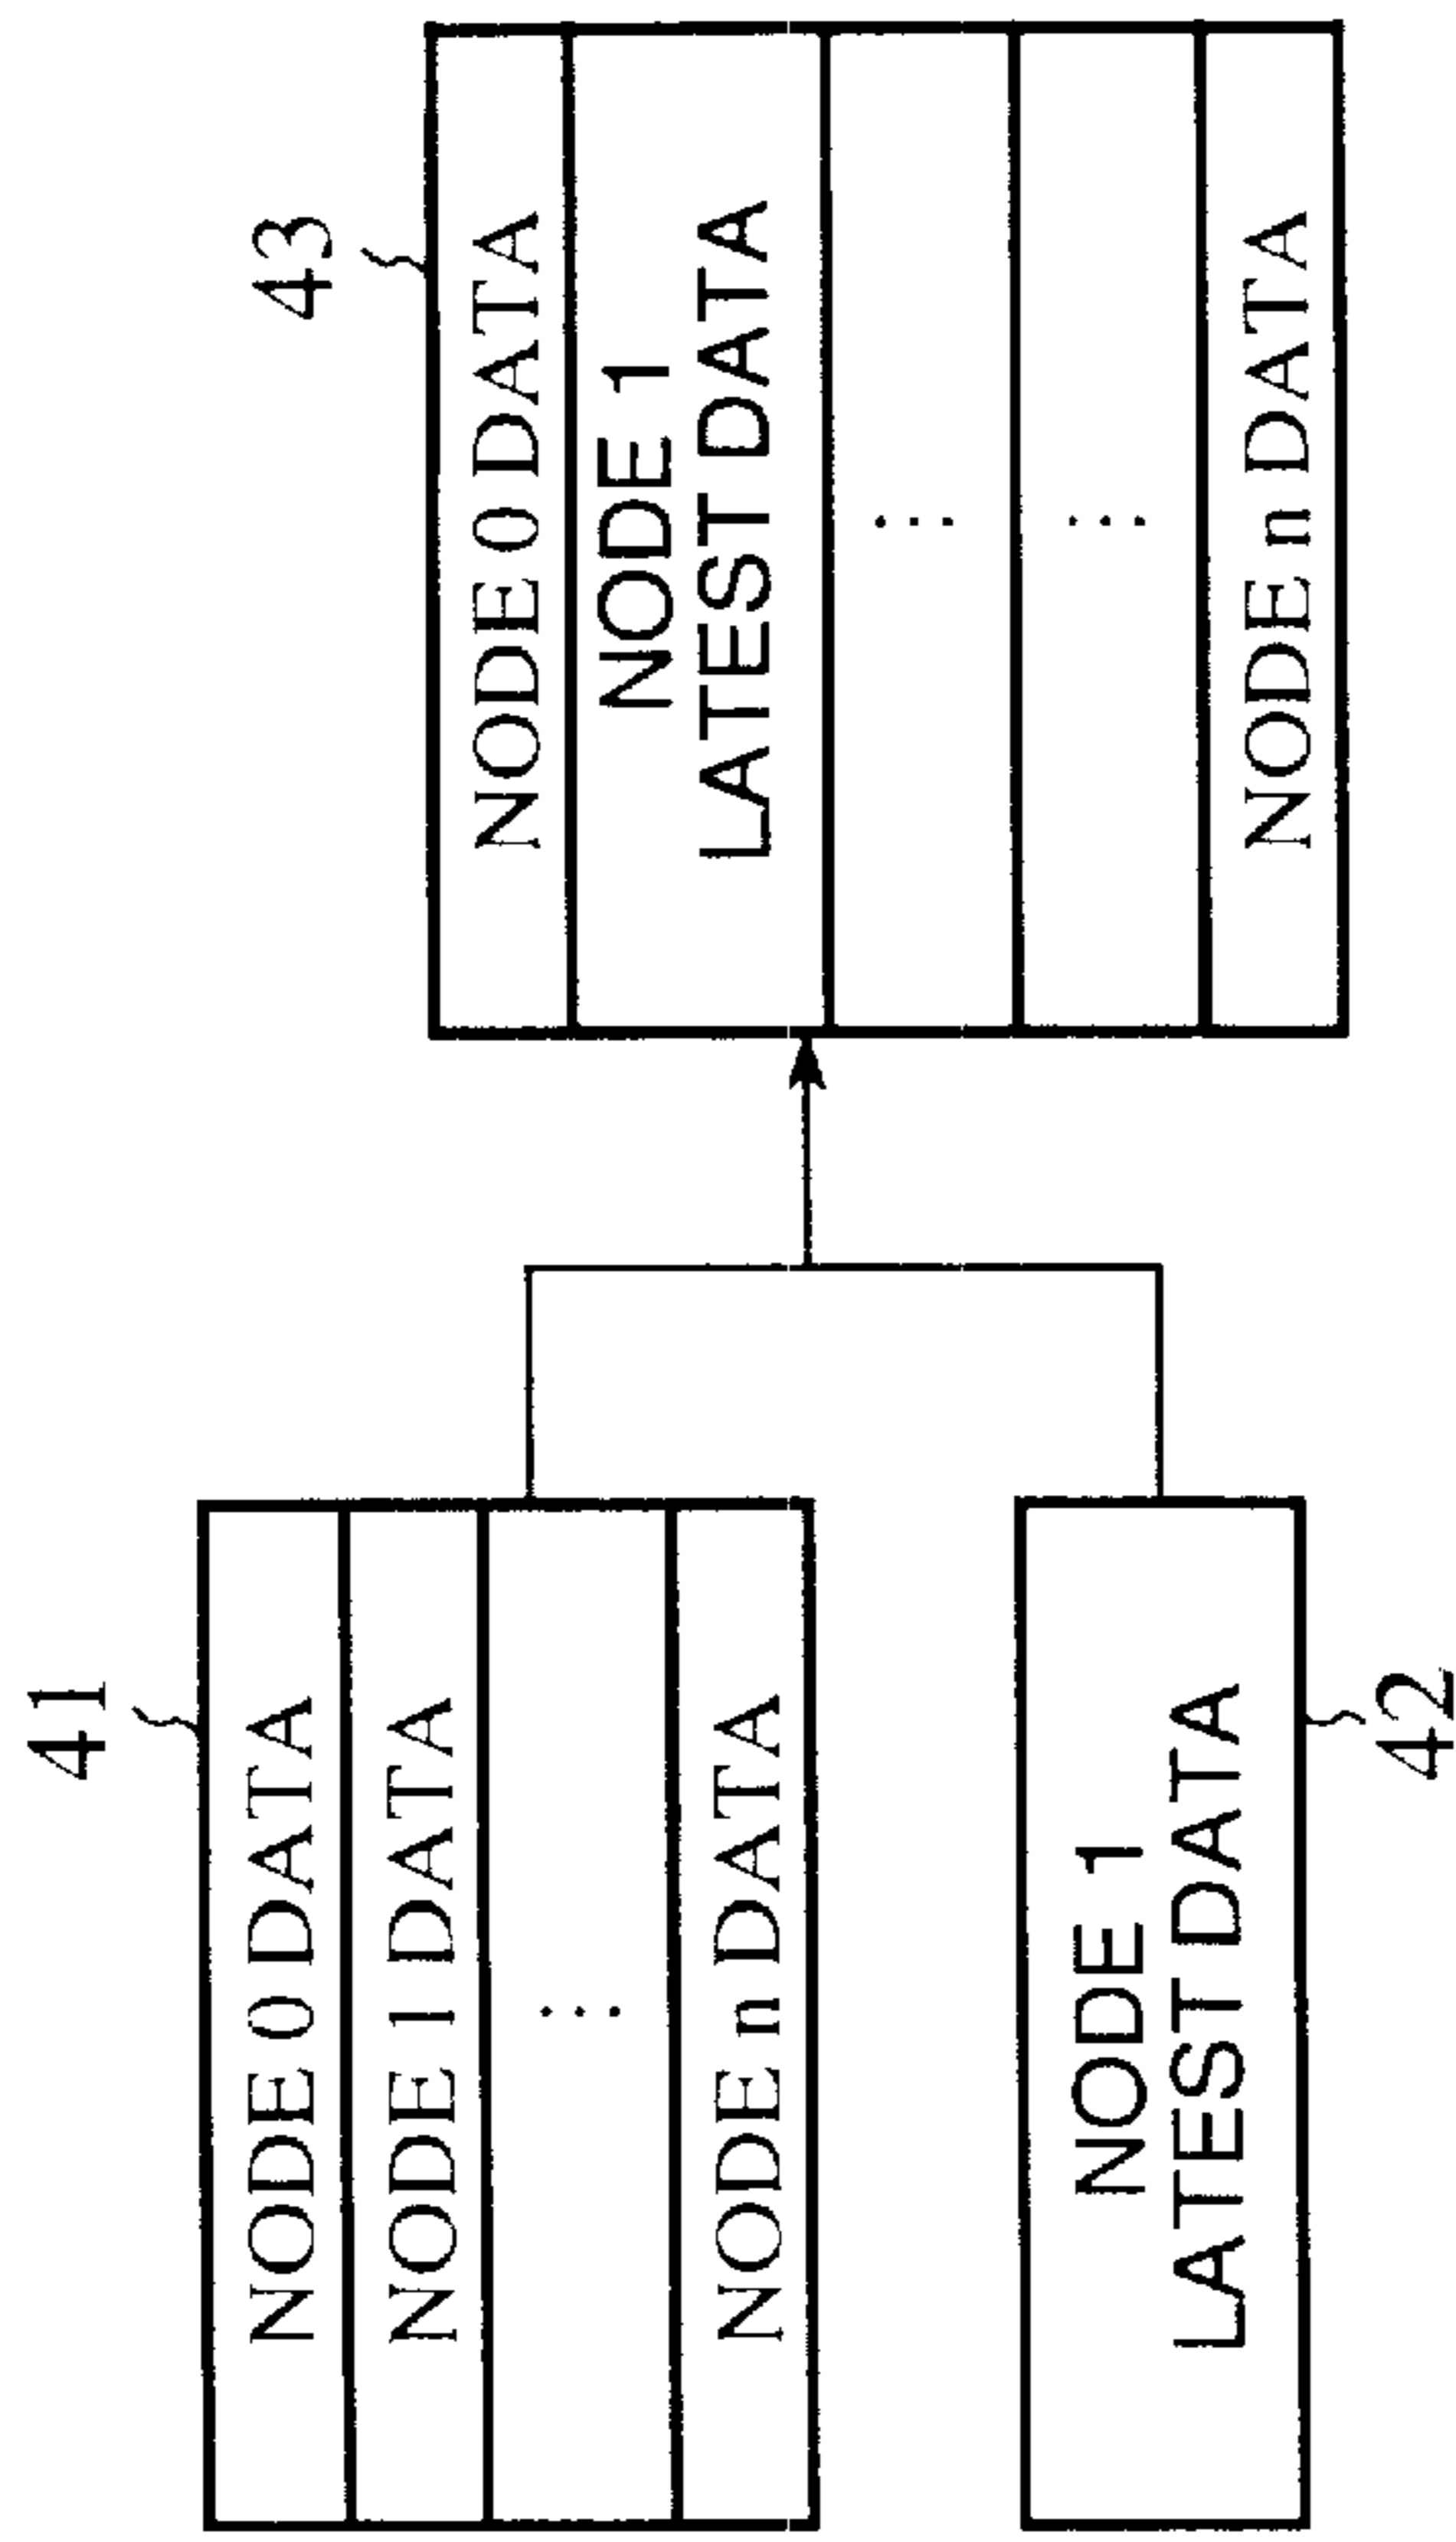 41
NODE 0 DATA
NODE 1 DATA
...
NODE n DATA
NODE 1
LATEST DATA
42
43
NODE 0 DATA
NODE 1
LATEST DATA
...
...
NODE n DATA